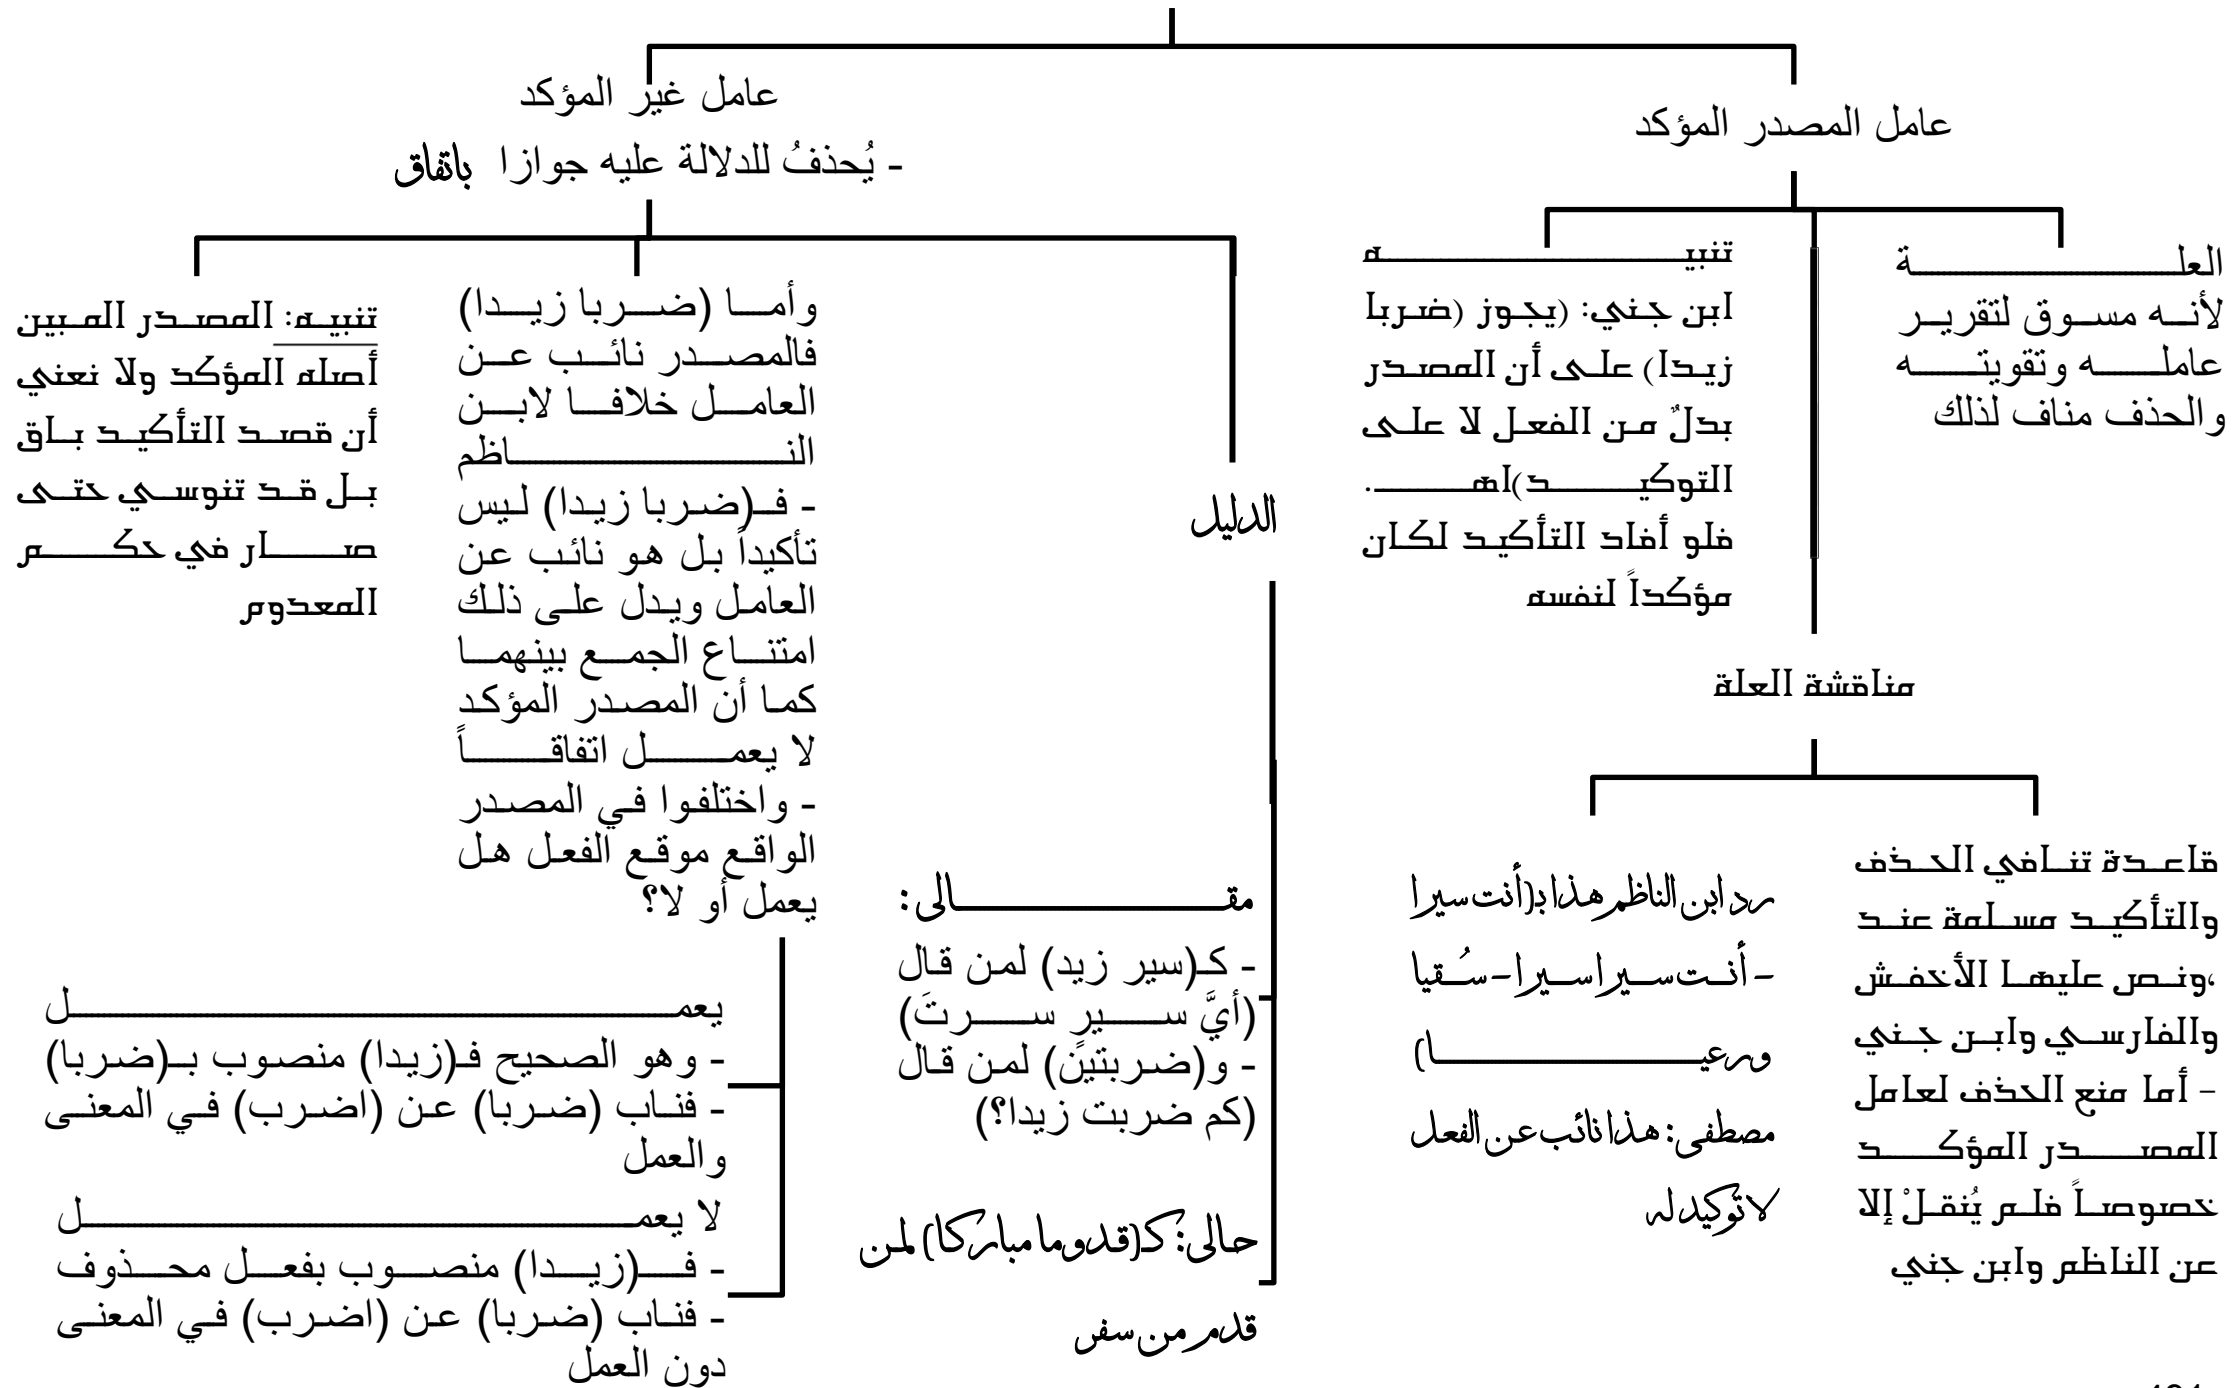 عامل المصدر المؤكد
العلة
لأنه مسوق لتقرير
عامله وتقويته
والحذف مناف لذلك
تنبيه
ابن جني: (يجوز (ضربا
زيدا) على أن المصدر
بدلٌ من الفعل لا على
التوكيد)اهـ.
فلو أفاد التأكيد لكان
مؤكداً لنفسه
مناقشة العلة
قاعدة تنافي الحذف
والتأكيد مسلمة عند
،ونص عليها الأخفش
والفارسي وابن جني
- أما منع الحذف لعامل
المصدر المؤكد
خصوصاً فلم يُنقلْ إلا
عن الناظم وابن جني
رد ابن الناظم هذا بـ(أنت سيرا
- أنت سيرا سيرا - سُقيا
ورعيا)
مصطفى: هذا نائب عن الفعل
لا توكيد له
عامل غير المؤكد
- يُحذفُ للدلالة عليه جوازا باتفاق
الدليل
مقالى:
- كـ(سير زيد) لمن قال
(أيَّ سيرٍ سرتَ)
- و(ضربتين) لمن قال
(كم ضربت زيدا؟)
حالى: كـ(قدوما مباركا) لمن
قدم من سفر
وأما (ضربا زيدا)
فالمصدر نائب عن
العامل خلافا لابن
الناظم
- فـ(ضربا زيدا) ليس
تأكيداً بل هو نائب عن
العامل ويدل على ذلك
امتناع الجمع بينهما
كما أن المصدر المؤكد
لا يعمل اتفاقاً
- واختلفوا في المصدر
الواقع موقع الفعل هل
يعمل أو لا؟
يعمل
- وهو الصحيح فـ(زيدا) منصوب بـ(ضربا)
- فناب (ضربا) عن (اضرب) في المعنى
والعمل
لا يعمل
- فـ(زيدا) منصوب بفعل محذوف
- فناب (ضربا) عن (اضرب) في المعنى
دون العمل
تنبيه: المصدر المبين
أصله المؤكد ولا نعني
أن قصد التأكيد باق
بل قد تنوسي حتى
صار في حكم
المعدوم